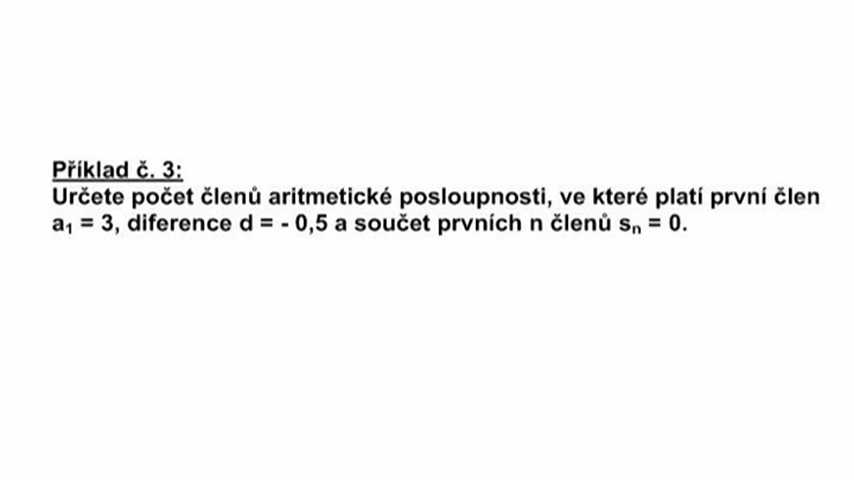 Příklad č. 3:
Určete počet členů aritmetické posloupnosti, ve které platí první člen
a₁ = 3, diference d = - 0,5 a součet prvních n členů sₙ = 0.